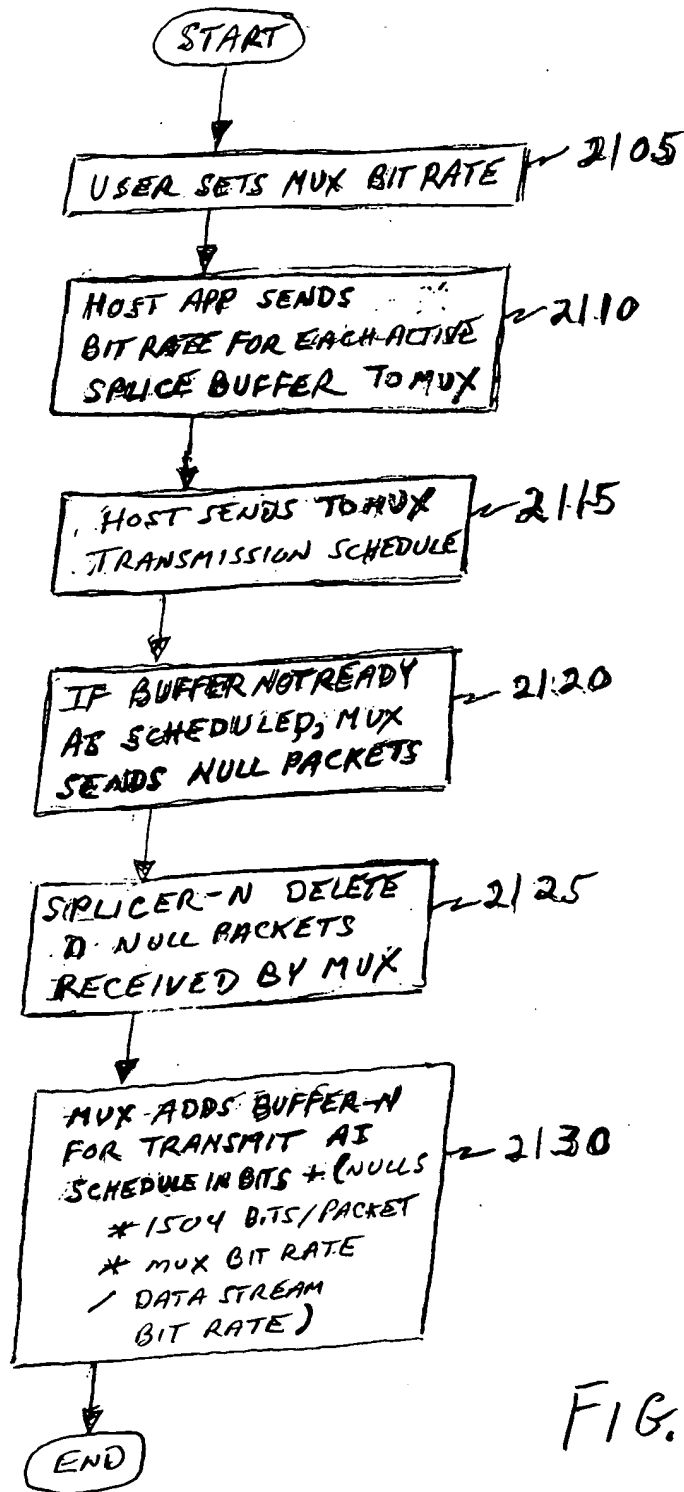 START
USER SETS MUX BIT RATE
2105
HOST APP SENDS
BIT RATE FOR EACH ACTIVE
SPLICE BUFFER TO MUX
2110
HOST SENDS TO MUX
TRANSMISSION SCHEDULE
2115
IF BUFFER NOT READY
AS SCHEDULED, MUX
SENDS NULL PACKETS
2120
SPLICER-N DELETE
D NULL PACKETS
RECEIVED BY MUX
2125
MUX ADDS BUFFER-N
FOR TRANSMIT AT
SCHEDULE IN BITS + (NULLS
* 1504 BITS/PACKET
* MUX BIT RATE
/ DATA STREAM
BIT RATE)
2130
END
FIG.